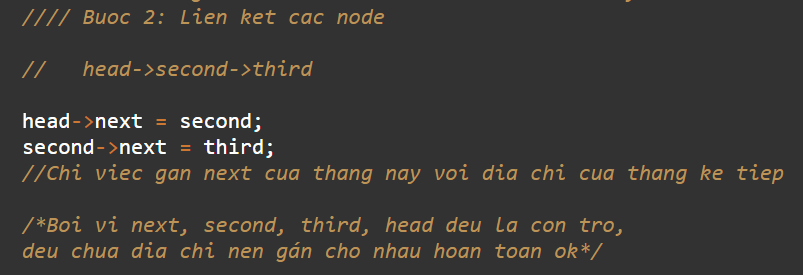 //// Buoc 2: Lien ket cac node
//   head->second->third
head->next = second;
second->next = third;
//Chi viec gan next cua thang nay voi dia chi cua thang ke tiep
/*Boi vi next, second, third, head deu la con tro,
deu chua dia chi nen gán cho nhau hoan toan ok*/